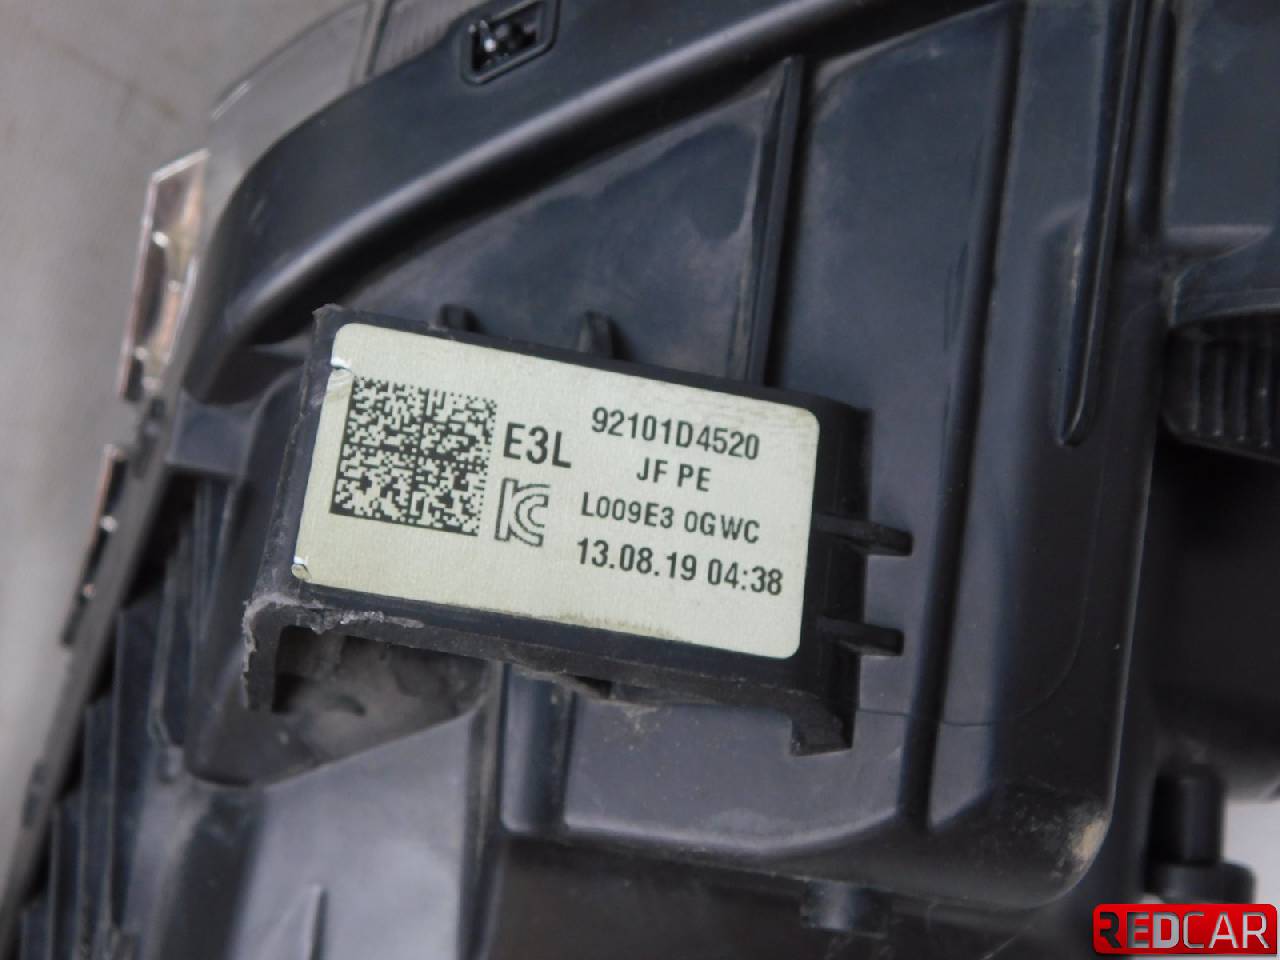 92101D4520
E3L
JF PE
L009E3 0GWC
13.08.19 04:38
REDCAR